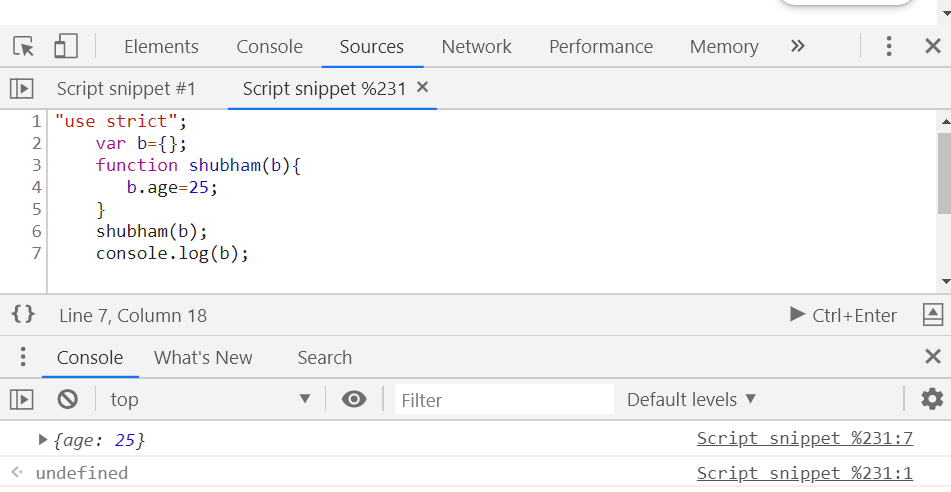 Elements Console Sources Network Performance Memory »
Script snippet #1 Script snippet %231 ×
1 "use strict";
2 var b={};
3 function shubham(b){
4 b.age=25;
5 }
6 shubham(b);
7 console.log(b);
{} Line 7, Column 18 Ctrl+Enter
Console What's New Search
top Filter Default levels
{age: 25} Script snippet %231:7
undefined Script snippet %231:1